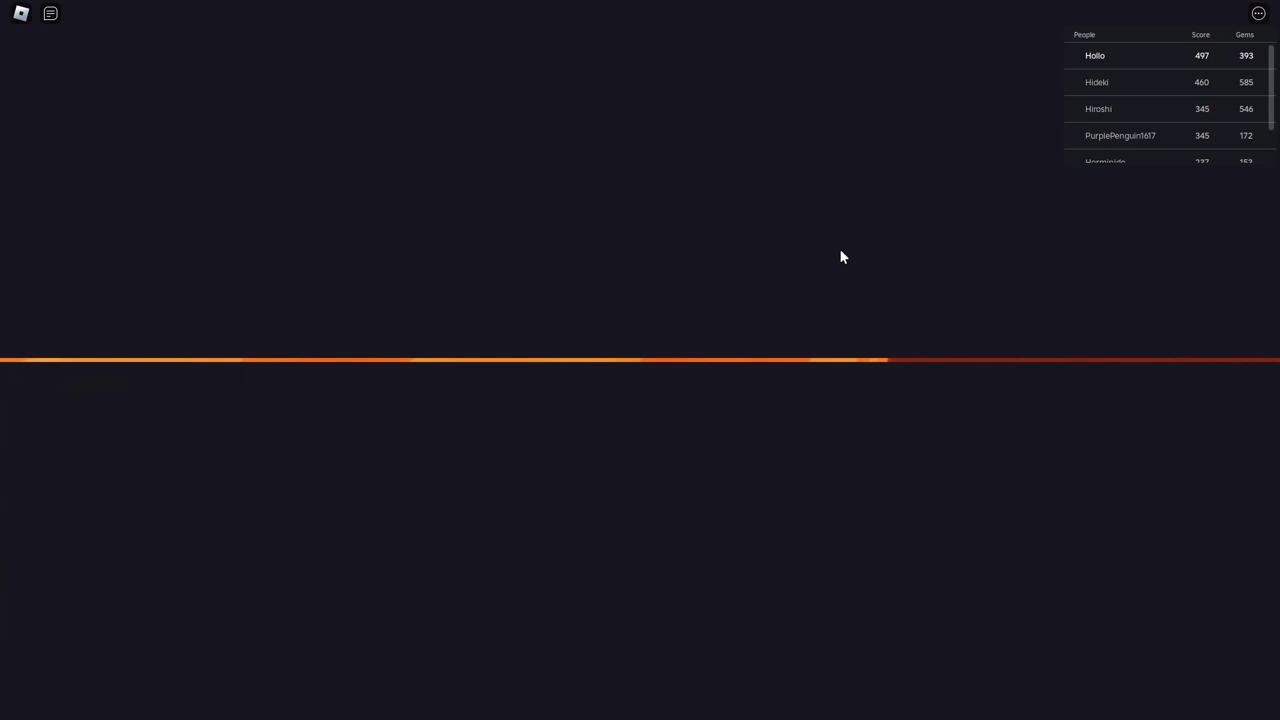 People Score Gems
Hollo 497 393
Hideki 460 585
Hiroshi 345 546
PurplePenguin1617 345 172